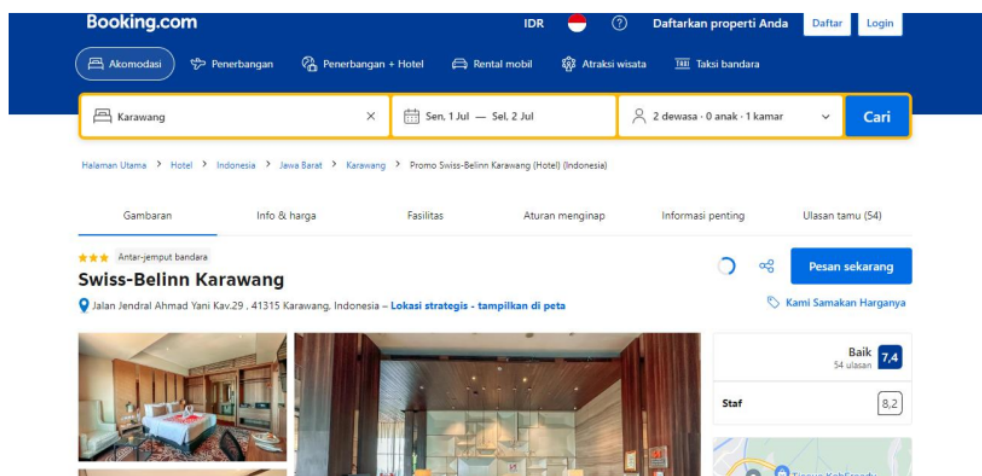 Booking.com
IDR
Daftarkan properti Anda
Daftar
Login
Akomodasi
Penerbangan
Penerbangan + Hotel
Rental mobil
Atraksi wisata
TAXI
Taksi bandara
Karawang
Sen, 1 Jul — Sel, 2 Jul
2 dewasa · 0 anak · 1 kamar
Cari
Halaman Utama > Hotel > Indonesia > Jawa Barat > Karawang > Promo Swiss-Belinn Karawang (Hotel) (Indonesia)
Gambaran
Info & harga
Fasilitas
Aturan menginap
Informasi penting
Ulasan tamu (54)
Antar-jemput bandara
Swiss-Belinn Karawang
Pesan sekarang
Jalan Jendral Ahmad Yani Kav.29 , 41315 Karawang, Indonesia – Lokasi strategis - tampilkan di peta
Kami Samakan Harganya
Baik
54 ulasan
7,4
Staf
8,2